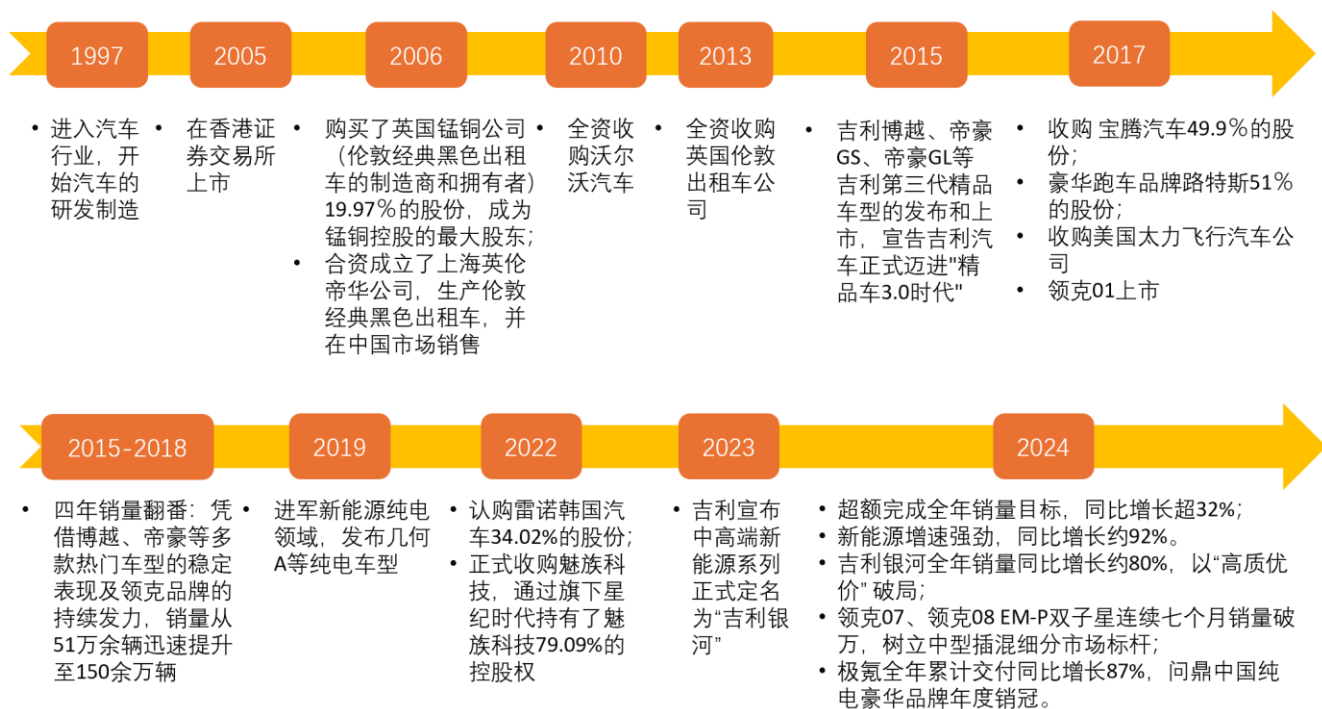 1997
• 进入汽车
行业，开
始汽车的
研发制造
2005
• 在香港证
券交易所
上市
2006
• 购买了英国锰铜公司
（伦敦经典黑色出租
车的制造商和拥有者）
19.97％的股份，成为
锰铜控股的最大股东；
• 合资成立了上海英伦
帝华公司，生产伦敦
经典黑色出租车，并
在中国市场销售
2010
• 全资收
购沃尔
沃汽车
2013
• 全资收购
英国伦敦
出租车公
司
2015
• 吉利博越、帝豪
GS、帝豪GL等
吉利第三代精品
车型的发布和上
市，宣告吉利汽
车正式迈进"精
品车3.0时代"
2017
• 收购 宝腾汽车49.9％的股
份；
• 豪华跑车品牌路特斯51％
的股份；
• 收购美国太力飞行汽车公
司
• 领克01上市
2015-2018
• 四年销量翻番：凭
借博越、帝豪等多
款热门车型的稳定
表现及领克品牌的
持续发力，销量从
51万余辆迅速提升
至150余万辆
2019
• 进军新能源纯电
领域，发布几何
A等纯电车型
2022
• 认购雷诺韩国汽
车34.02%的股份；
• 正式收购魅族科
技，通过旗下星
纪时代持有了魅
族科技79.09%的
控股权
2023
• 吉利宣布
中高端新
能源系列
正式定名
为“吉利银
河”
2024
• 超额完成全年销量目标，同比增长超32%；
• 新能源增速强劲，同比增长约92%。
• 吉利银河全年销量同比增长约80%，以“高质优
价” 破局；
• 领克07、领克08 EM-P双子星连续七个月销量破
万，树立中型插混细分市场标杆；
• 极氪全年累计交付同比增长87%，问鼎中国纯
电豪华品牌年度销冠。